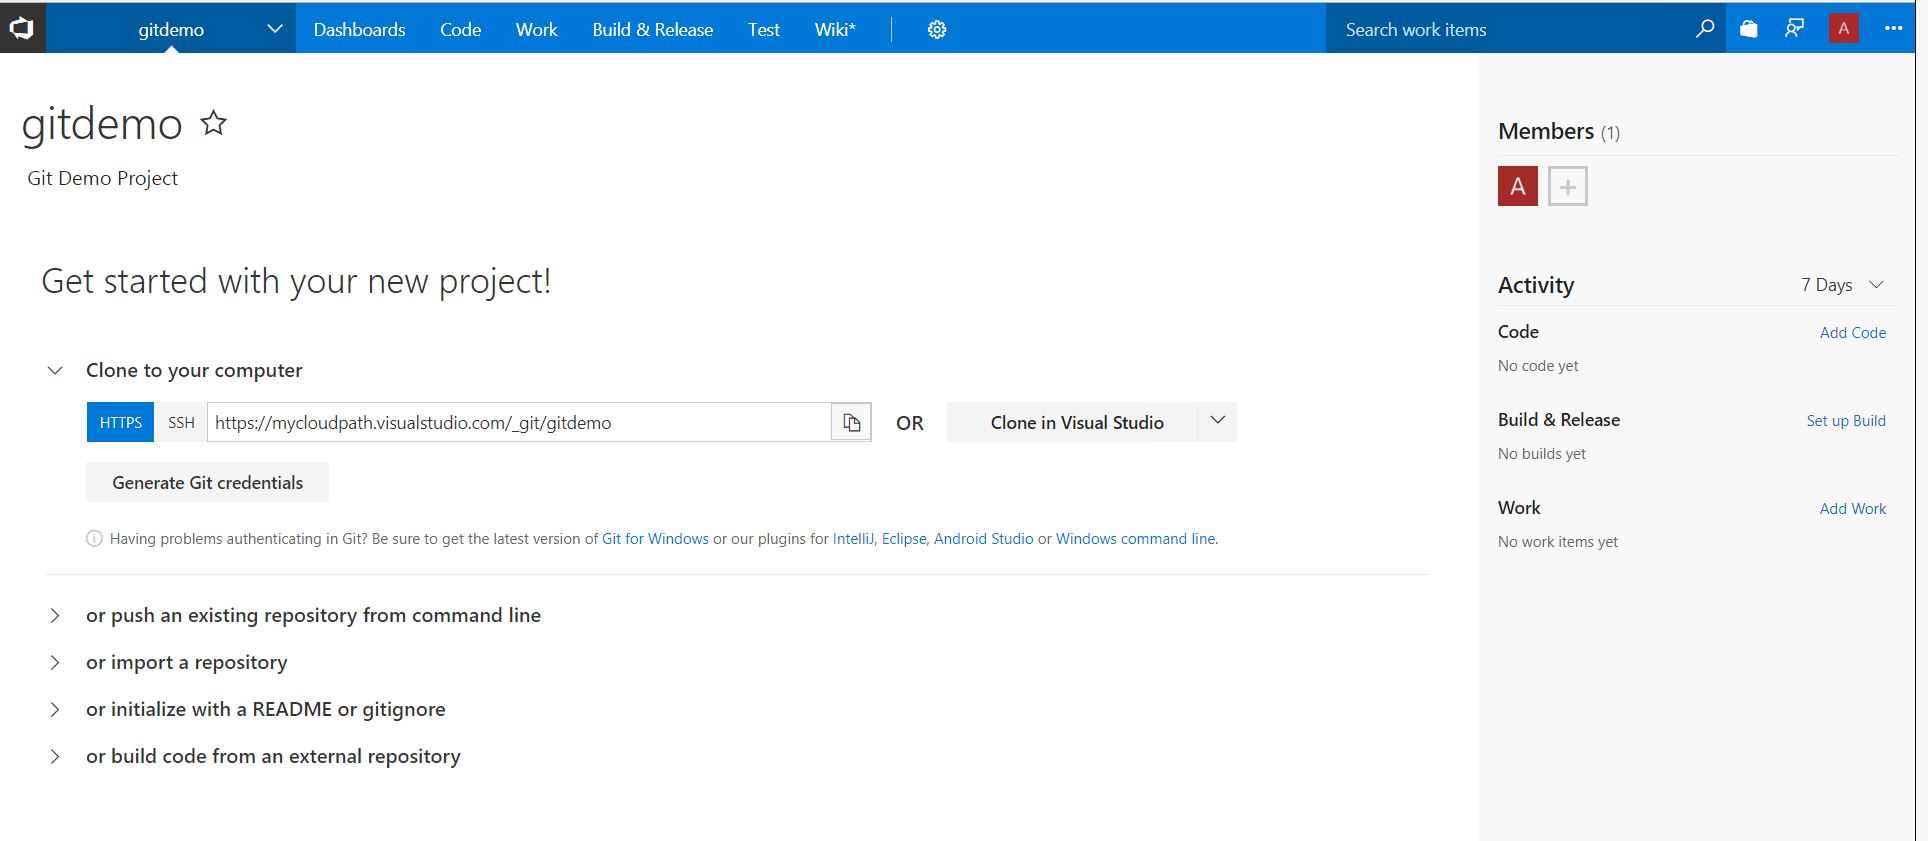 gitdemo Dashboards Code Work Build & Release Test Wiki* Search work items A
gitdemo
Git Demo Project
Get started with your new project!
Clone to your computer
HTTPS SSH https://mycloudpath.visualstudio.com/_git/gitdemo OR Clone in Visual Studio
Generate Git credentials
Having problems authenticating in Git? Be sure to get the latest version of Git for Windows or our plugins for IntelliJ, Eclipse, Android Studio or Windows command line.
or push an existing repository from command line
or import a repository
or initialize with a README or gitignore
or build code from an external repository
Members (1)
A
Activity 7 Days
Code Add Code
No code yet
Build & Release Set up Build
No builds yet
Work Add Work
No work items yet